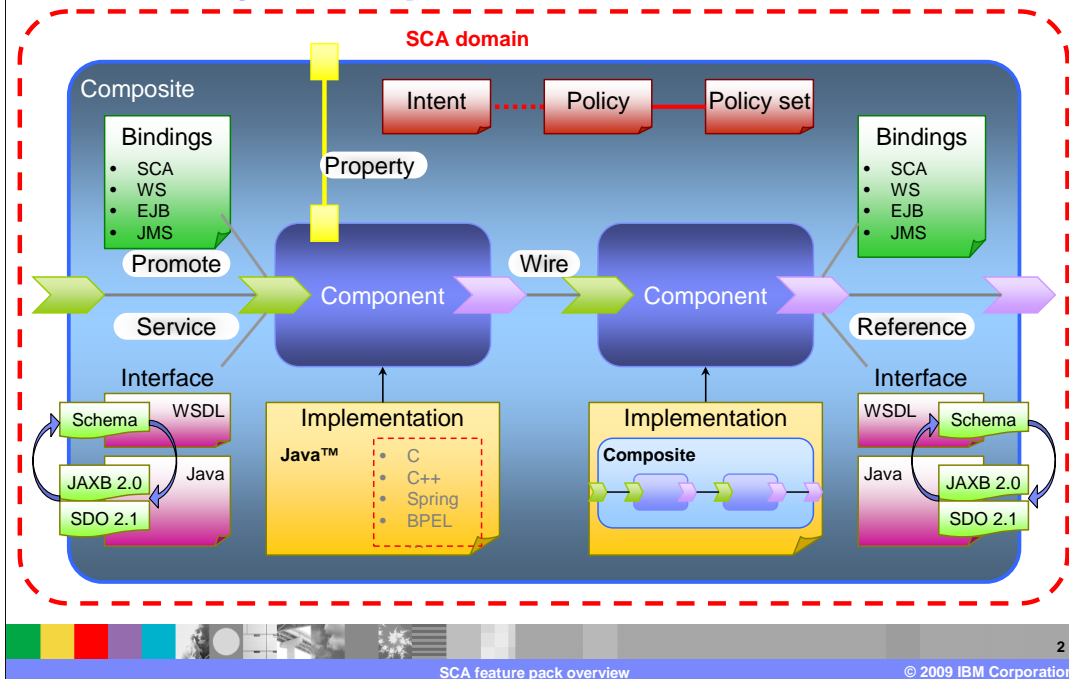 SCA domain
Composite
Intent
Policy
Policy set
Bindings
• SCA
• WS
• EJB
• JMS
Property
Bindings
• SCA
• WS
• EJB
• JMS
Promote
Service
Component
Wire
Component
Reference
Interface
WSDL
Schema
Java
JAXB 2.0
SDO 2.1
Implementation
Java™
• C
• C++
• Spring
• BPEL
Implementation
Composite
Interface
WSDL
Schema
Java
JAXB 2.0
SDO 2.1
2
SCA feature pack overview
© 2009 IBM Corporation